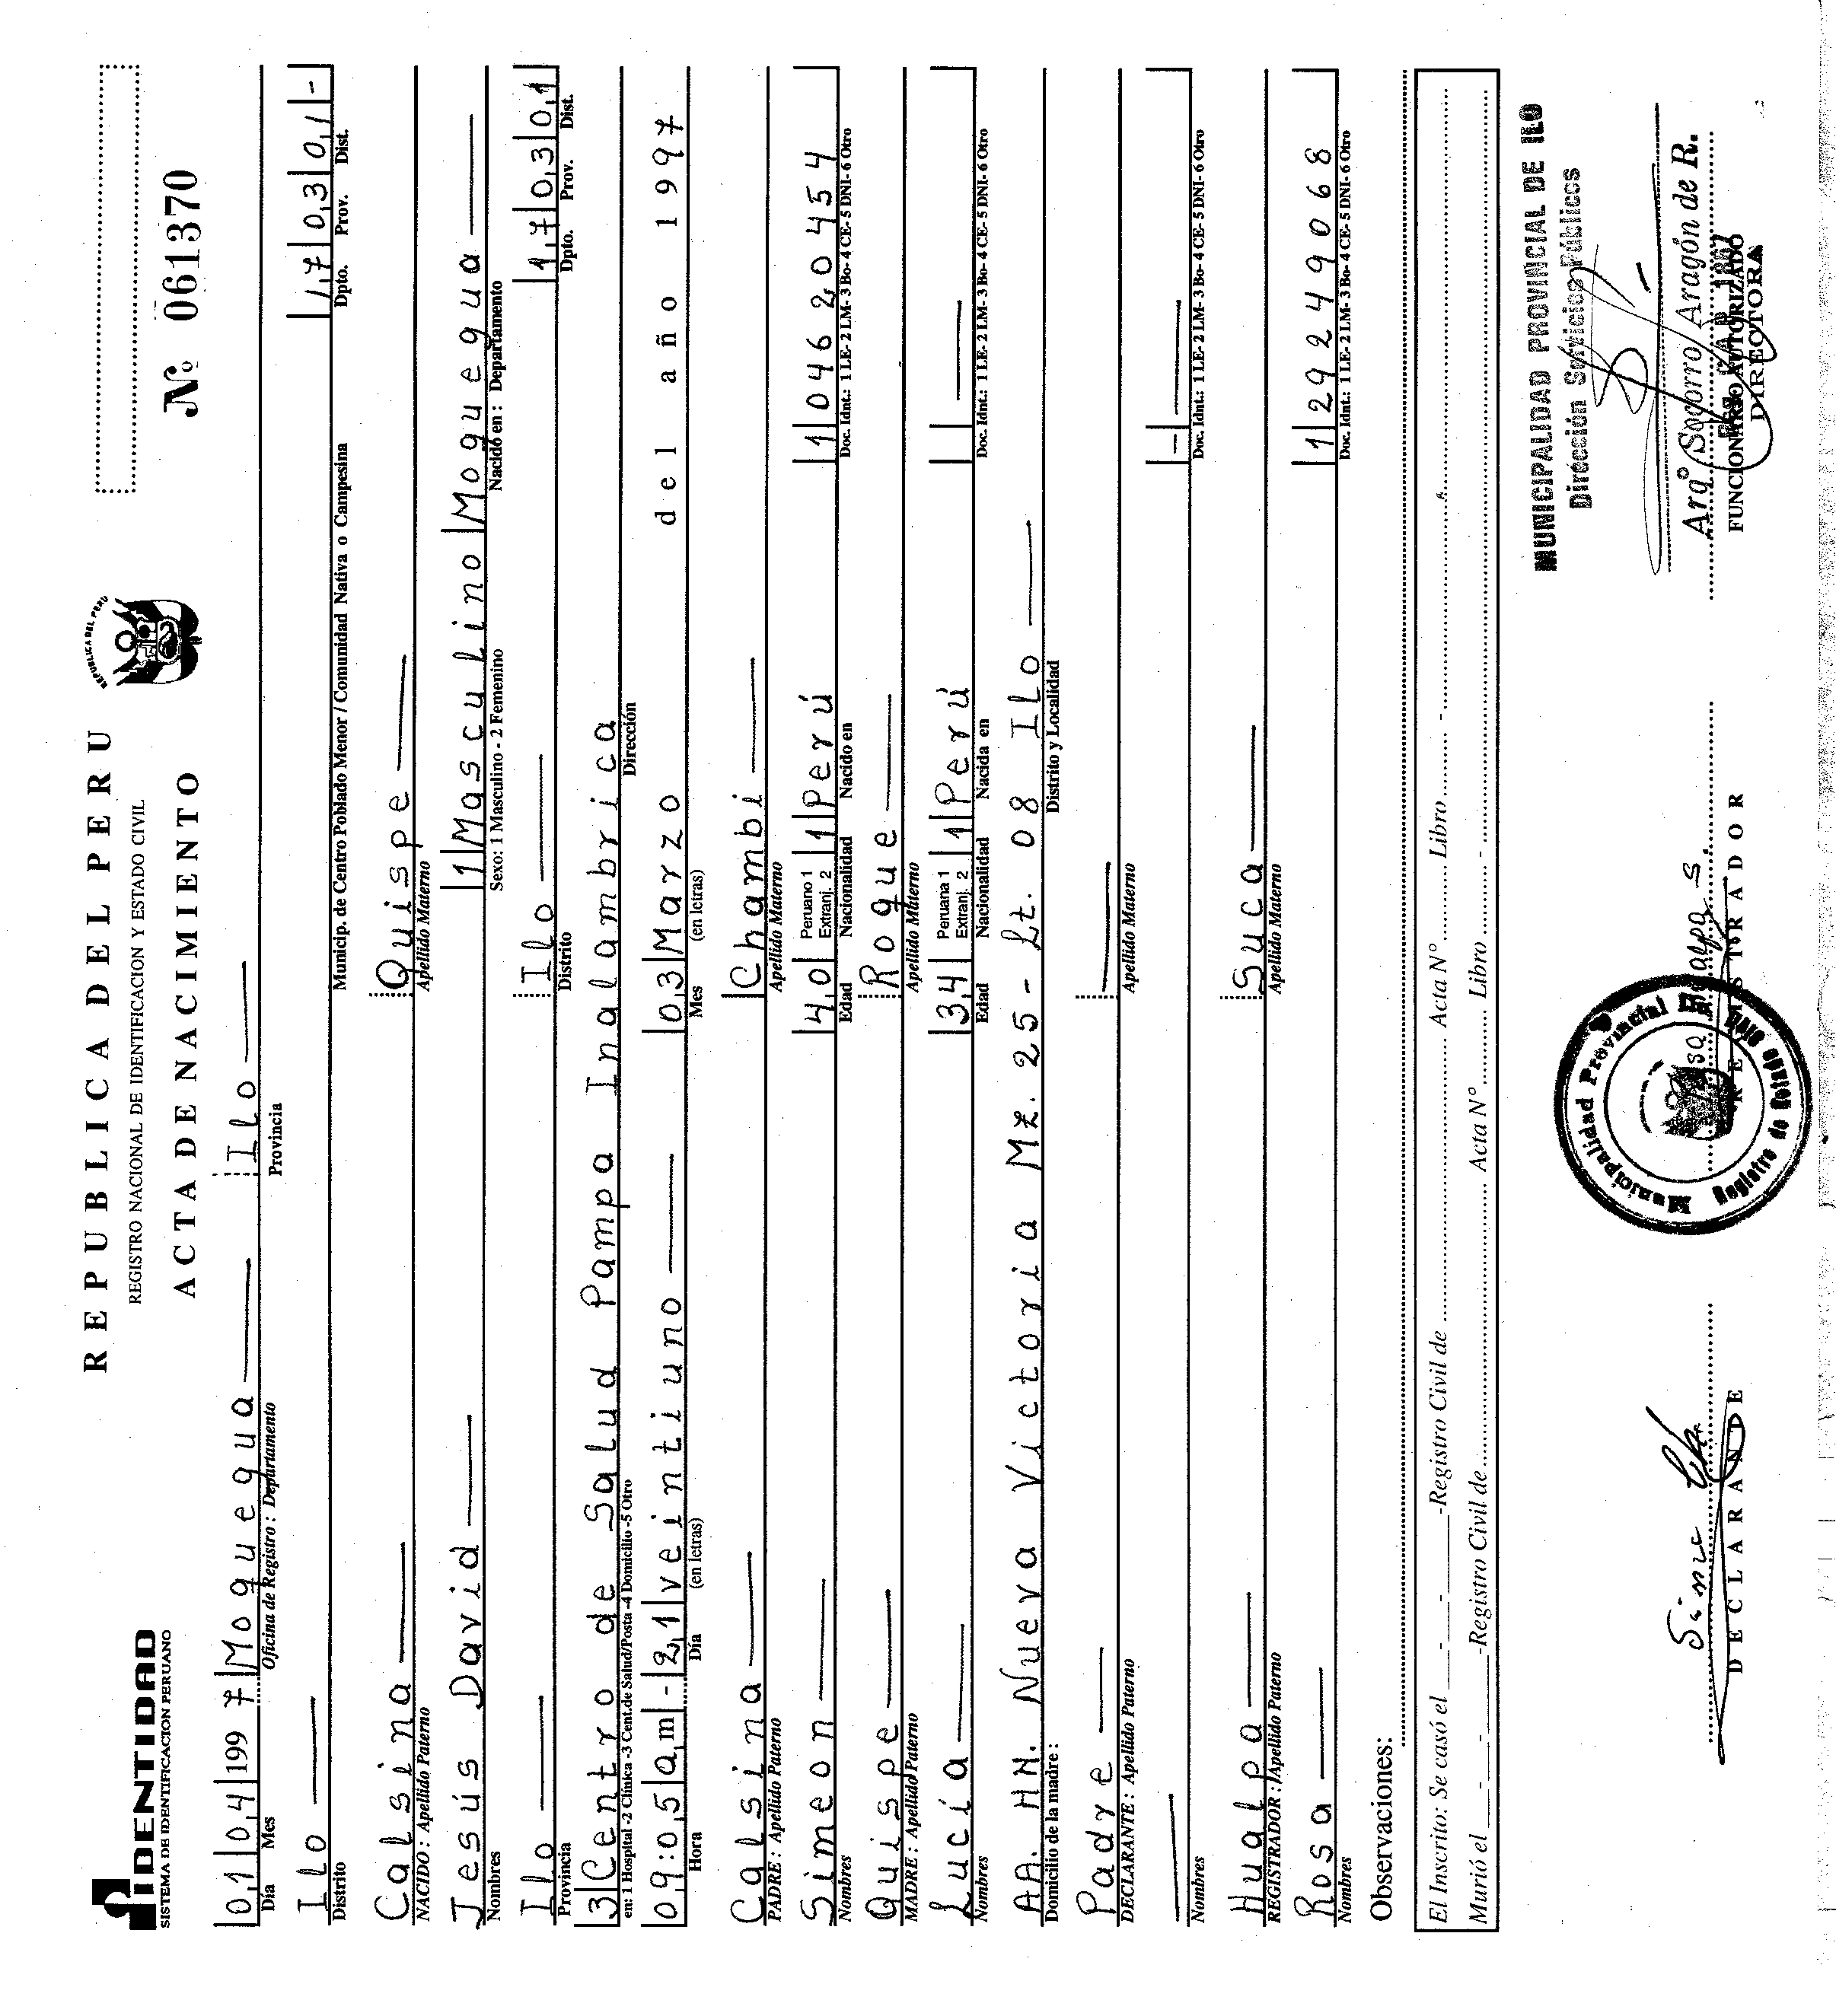 IDENTIDAD
SISTEMA DE IDENTIFICACION PERUANO
REPUBLICA DEL PERU
REPUBLICA DEL PERU
REGISTRO NACIONAL DE IDENTIFICACION Y ESTADO CIVIL
ACTA DE NACIMIENTO
Nº 061370
01 04 1997 Moquegua Ilo
Día Mes Oficina de Registro : Departamento Provincia
Ilo 17 03 01 -
Distrito Municip. de Centro Poblado Menor / Comunidad Nativa o Campesina Dpto. Prov. Dist.
Calsina Quispe
NACIDO : Apellido Paterno Apellido Materno
Jesús David 1 Masculino Moquegua
Nombres Sexo: 1 Masculino - 2 Femenino Nacido en : Departamento
Ilo Ilo 17 03 01
Provincia Distrito Dpto. Prov. Dist.
3 Centro de Salud Pampa Inalambrica
en: 1 Hospital -2 Clínica -3 Cent.de Salud/Posta -4 Domicilio -5 Otro Dirección
09:05 am - 21 veintiuno 03 Marzo del año 1997
Hora Día (en letras) Mes (en letras)
Calsina Chambi
PADRE : Apellido Paterno Apellido Materno
Simeon 40 Peruano 1 Extranj. 2 1 Perú 1 04620454
Nombres Edad Nacionalidad Nacido en Doc. Idnt.: 1 LE- 2 LM- 3 Bo- 4 CE- 5 DNI- 6 Otro
Quispe Roque
MADRE : Apellido Paterno Apellido Materno
Lucía 34 Peruana 1 Extranj. 2 1 Perú
Nombres Edad Nacionalidad Nacida en Doc. Idnt.: 1 LE- 2 LM- 3 Bo- 4 CE- 5 DNI- 6 Otro
AA. HH. Nueva Victoria Mz. 25 - Lt. 08 Ilo
Domicilio de la madre : Distrito y Localidad
Padre
DECLARANTE : Apellido Paterno Apellido Materno
-
Nombres Doc. Idnt.: 1 LE- 2 LM- 3 Bo- 4 CE- 5 DNI- 6 Otro
Hualpa Suca
REGISTRADOR : Apellido Paterno Apellido Materno
Rosa 1 29249068
Nombres Doc. Idnt.: 1 LE- 2 LM- 3 Bo- 4 CE- 5 DNI- 6 Otro
Observaciones:
El Inscrito: Se casó el - - -Registro Civil de Acta Nº Libro -
Murió el - - -Registro Civil de Acta Nº Libro -
MUNICIPALIDAD PROVINCIAL DE ILO
Dirección Servicios Públicos
Arqº Socorro Aragón de R.
FUNCIONARIO AUTORIZADO
DIRECTORA
Municipalidad Provincial
Registro de Estado
REGISTRADOR
DECLARANTE